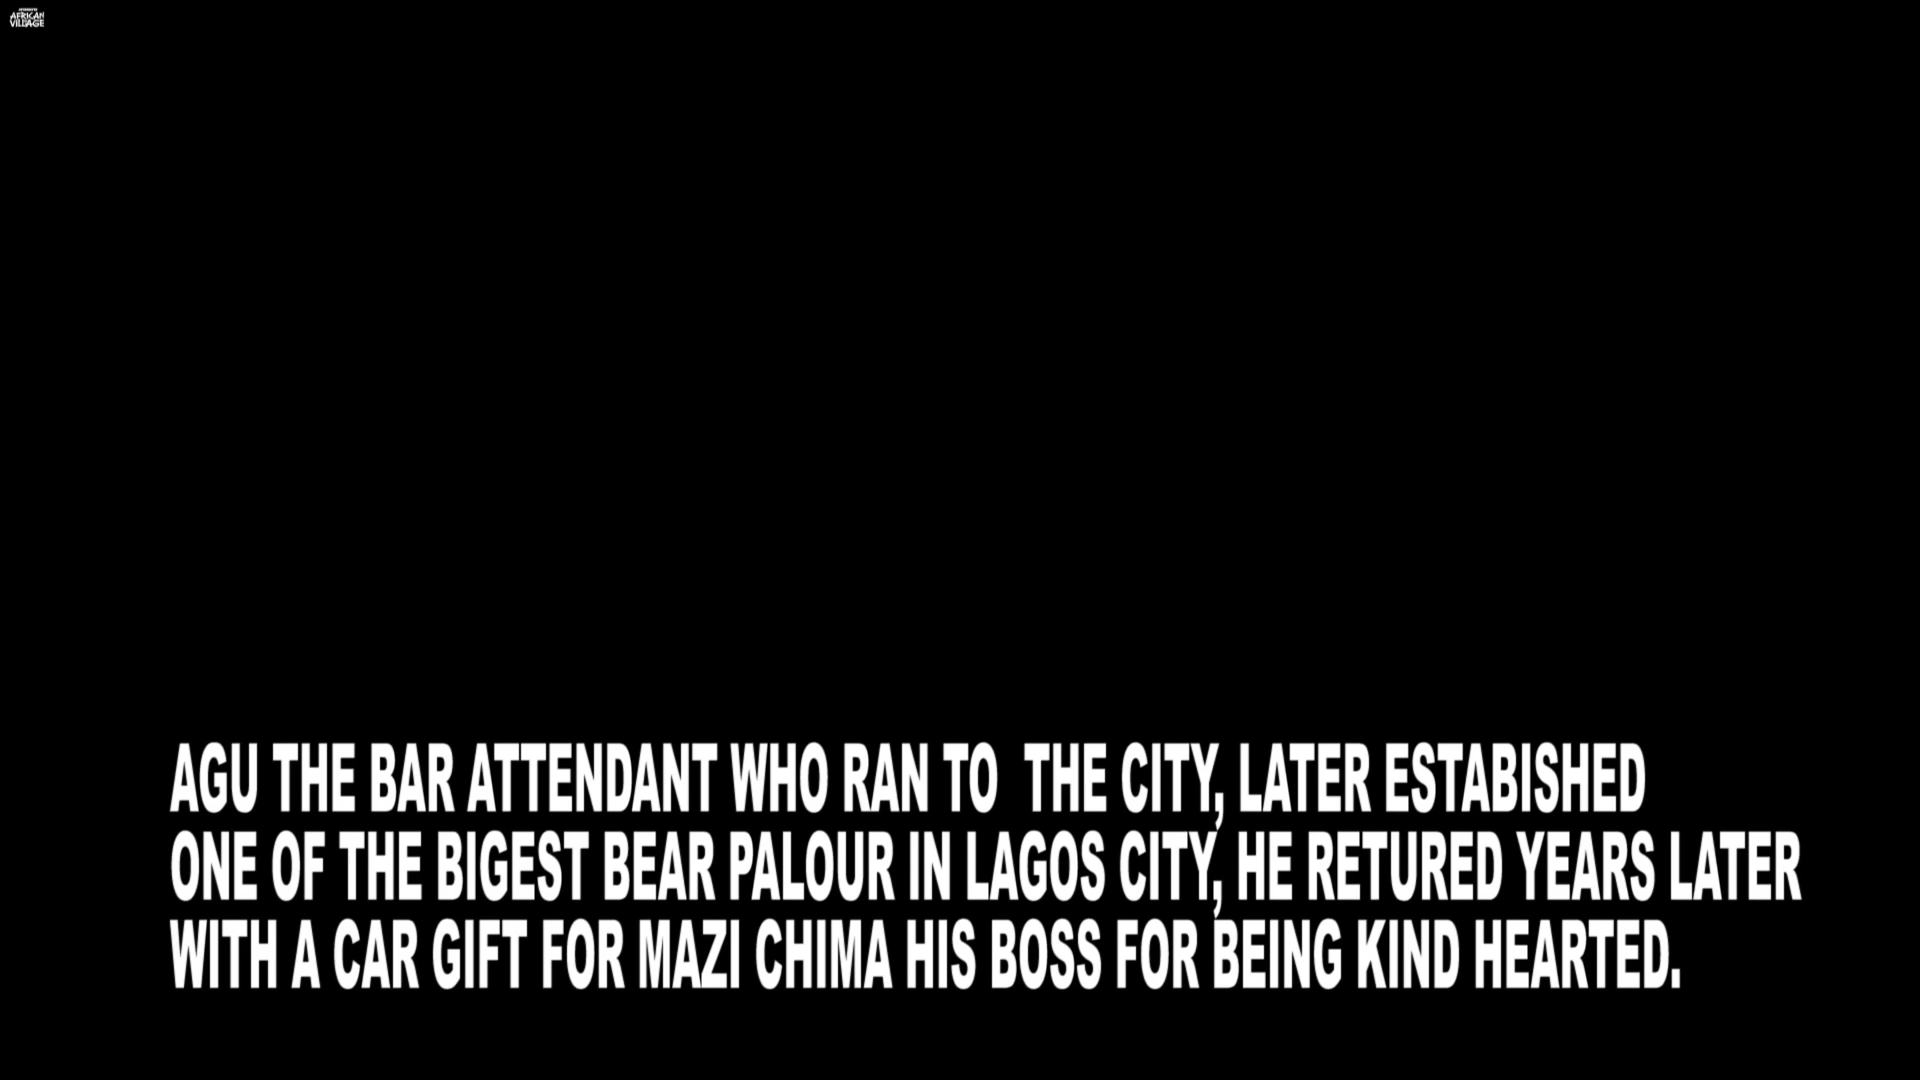 AFRICAN
VILLAGE
AGU THE BAR ATTENDANT WHO RAN TO  THE CITY, LATER ESTABISHED
ONE OF THE BIGEST BEAR PALOUR IN LAGOS CITY, HE RETURED YEARS LATER
WITH A CAR GIFT FOR MAZI CHIMA HIS BOSS FOR BEING KIND HEARTED.